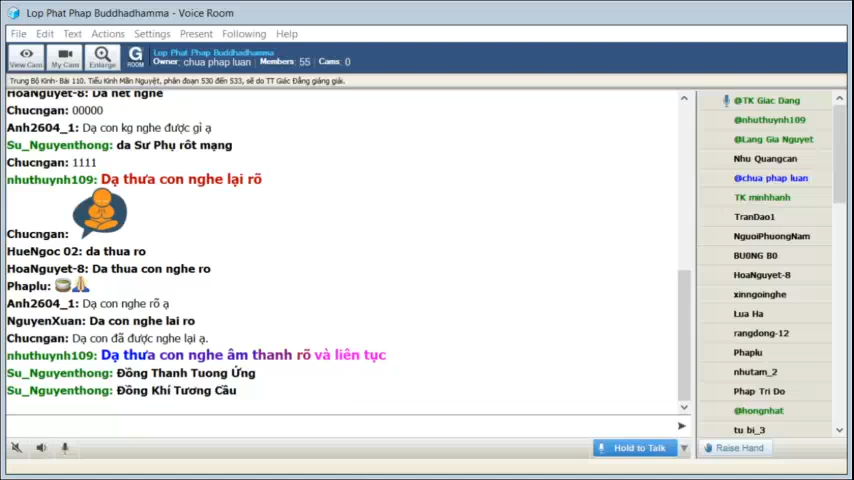 Lop Phat Phap Buddhadhamma - Voice Room
File Edit Text Actions Settings Present Following Help
View Cam My Cam Enlarge G ROOM
Lop Phat Phap Buddhadhamma
Owner: chua phap luan Members: 55 Cams: 0
Trung Bộ Kinh- Bài 110. Tiểu Kinh Mãn Nguyệt, phân đoạn 530 đến 533, sẽ do TT Giác Đẳng giảng giải.
HoaNguyet-8: Da het nghe
Chucngan: 00000
Anh2604_1: Dạ con kg nghe được gì ạ
Su_Nguyenthong: da Sư Phụ rôt mạng
Chucngan: 1111
nhuthuynh109: Dạ thưa con nghe lại rõ
Chucngan:
HueNgoc 02: da thua ro
HoaNguyet-8: Da thua con nghe ro
Phaplu:
Anh2604_1: Dạ con nghe rõ ạ
NguyenXuan: Da con nghe lai ro
Chucngan: Dạ con đã được nghe lại ạ.
nhuthuynh109: Dạ thưa con nghe âm thanh rõ và liên tục
Su_Nguyenthong: Đồng Thanh Tuong Ứng
Su_Nguyenthong: Đồng Khí Tương Cầu
Hold to Talk
@TK Giac Dang
@nhuthuynh109
@Lang Gia Nguyet
Nhu Quangcan
@chua phap luan
TK minhhanh
TranDao1
NguoiPhuongNam
BU0NG B0
HoaNguyet-8
xinngoinghe
Lua Ha
rangdong-12
Phaplu
nhutam_2
Phap Tri Do
@hongnhat
tu bi_3
Raise Hand